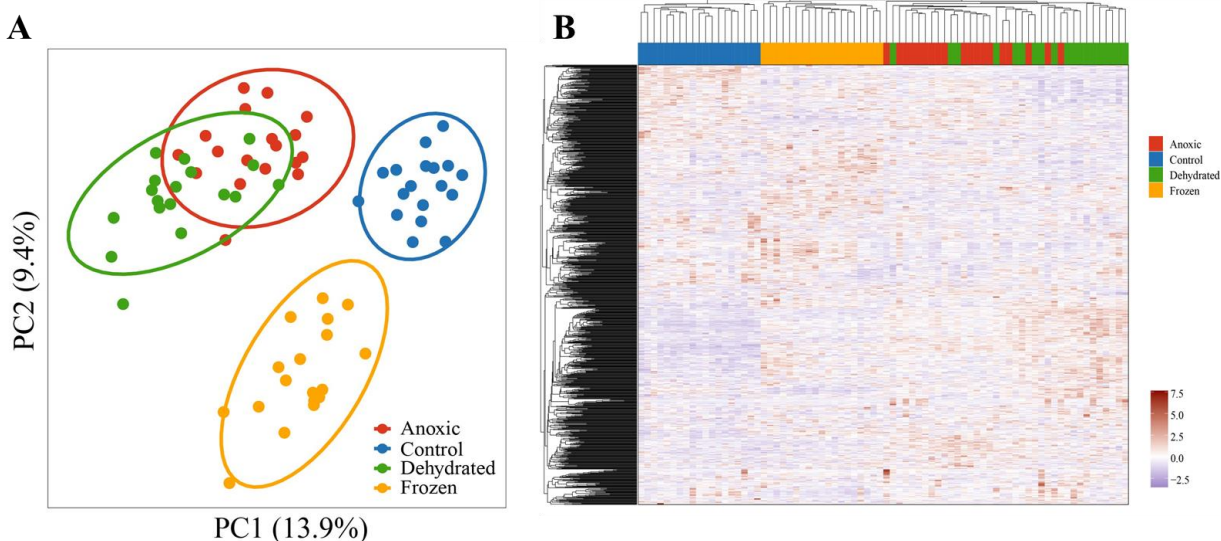 A
PC2 (9.4%)
PC1 (13.9%)
Anoxic
Control
Dehydrated
Frozen
B
Anoxic
Control
Dehydrated
Frozen
7.5
5.0
2.5
0.0
−2.5